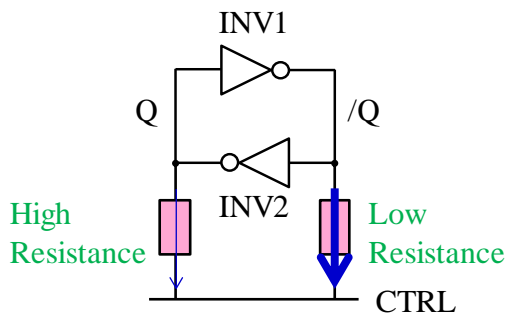 INV1
Q
/Q
INV2
High
Resistance
Low
Resistance
CTRL